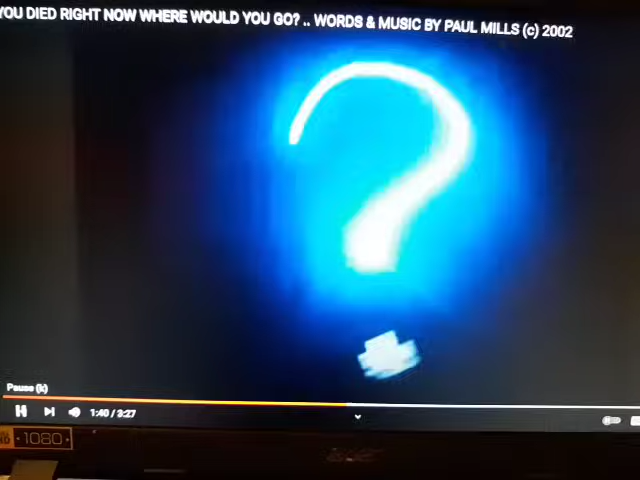 YOU DIED RIGHT NOW WHERE WOULD YOU GO? .. WORDS & MUSIC BY PAUL MILLS (c) 2002
Pause (k)
1:40 / 3:27
1080
acer